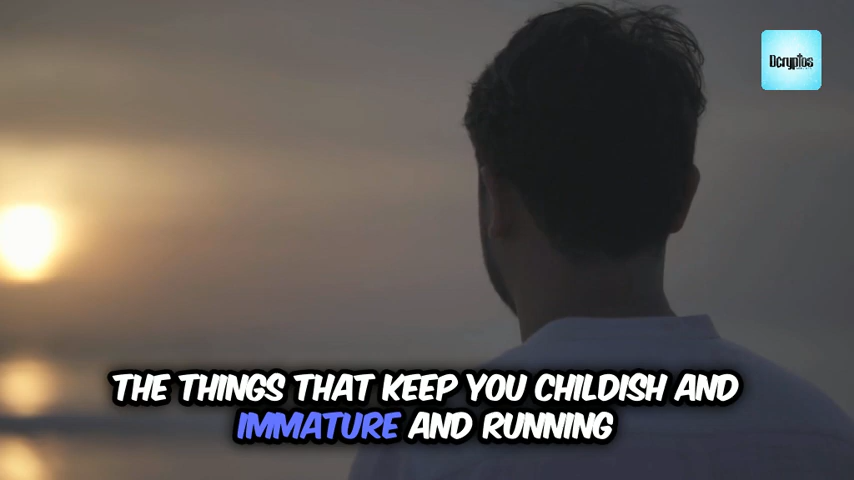 Dcryptos
THE THINGS THAT KEEP YOU CHILDISH AND
IMMATURE AND RUNNING